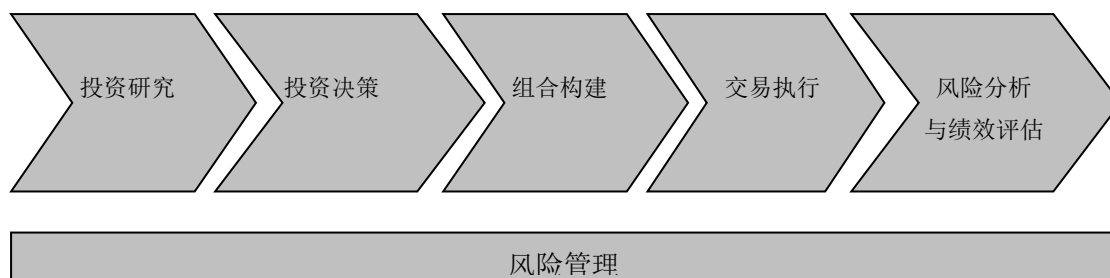 投资研究
投资决策
组合构建
交易执行
风险分析
与绩效评估
风险管理